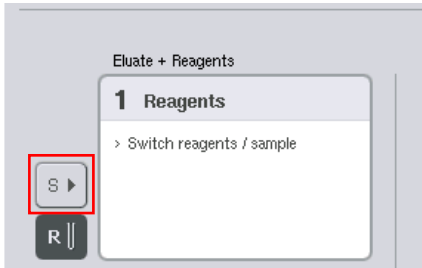 Eluate + Reagents
1 Reagents
> Switch reagents / sample
S
R